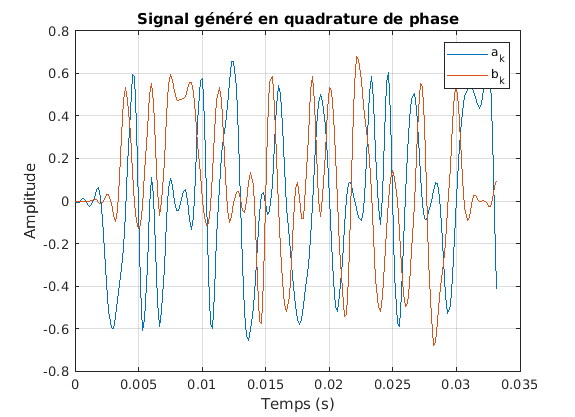 Signal généré en quadrature de phase
0.8
0.6
0.4
0.2
0
-0.2
-0.4
-0.6
-0.8
Amplitude
a_k
b_k
0 0.005 0.01 0.015 0.02 0.025 0.03 0.035
Temps (s)